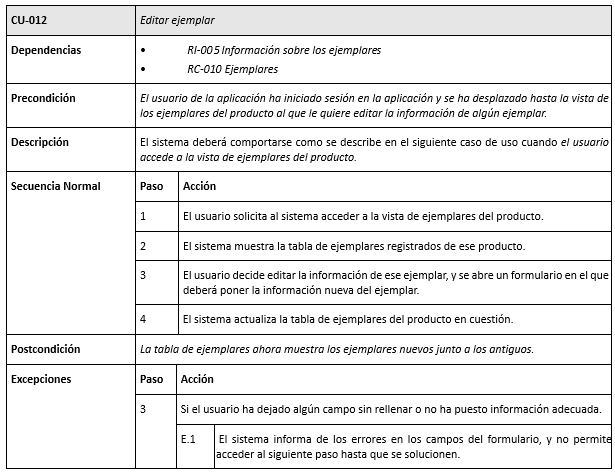 CU-012 Editar ejemplar
Dependencias • RI-005 Información sobre los ejemplares
• RC-010 Ejemplares
Precondición El usuario de la aplicación ha iniciado sesión en la aplicación y se ha desplazado hasta la vista de
los ejemplares del producto al que le quiere editar la información de algún ejemplar.
Descripción El sistema deberá comportarse como se describe en el siguiente caso de uso cuando el usuario
accede a la vista de ejemplares del producto.
Secuencia Normal Paso Acción
1 El usuario solicita al sistema acceder a la vista de ejemplares del producto.
2 El sistema muestra la tabla de ejemplares registrados de ese producto.
3 El usuario decide editar la información de ese ejemplar, y se abre un formulario en el que
deberá poner la información nueva del ejemplar.
4 El sistema actualiza la tabla de ejemplares del producto en cuestión.
Postcondición La tabla de ejemplares ahora muestra los ejemplares nuevos junto a los antiguos.
Excepciones Paso Acción
3 Si el usuario ha dejado algún campo sin rellenar o no ha puesto información adecuada.
E.1 El sistema informa de los errores en los campos del formulario, y no permite
acceder al siguiente paso hasta que se solucionen.